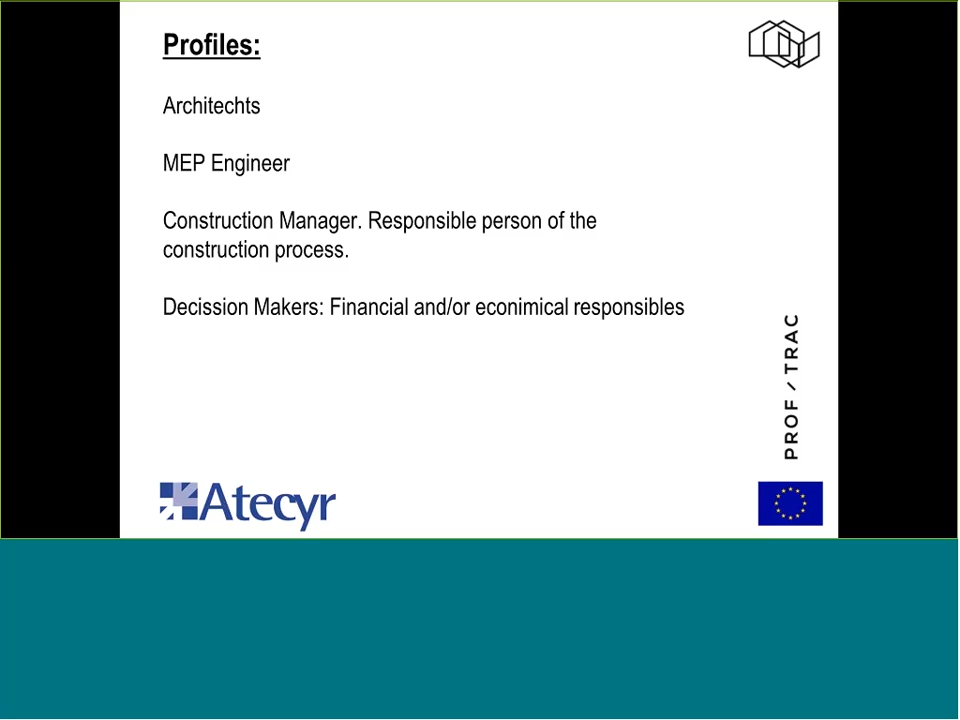 Profiles:
Architechts
MEP Engineer
Construction Manager. Responsible person of the
construction process.
Decission Makers: Financial and/or econimical responsibles
PROF / TRAC
Atecyr